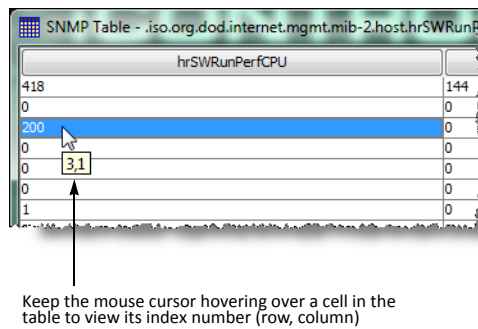 SNMP Table - .iso.org.dod.internet.mgmt.mib-2.host.hrSWRunP
hrSWRunPerfCPU
418 144
0 0
200 0
0 0
3,1
0 0
0 0
1 0
Keep the mouse cursor hovering over a cell in the
table to view its index number (row, column)